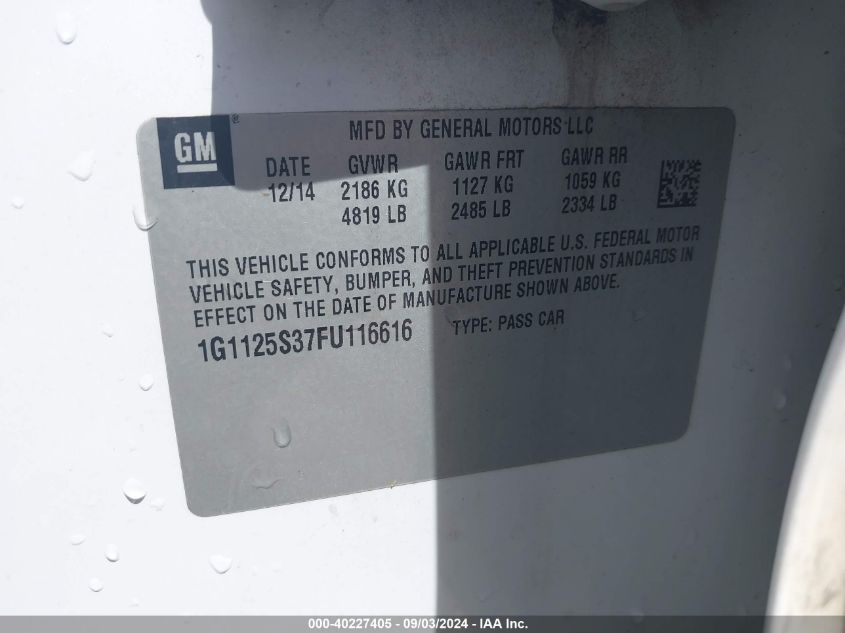 GM®
MFD BY GENERAL MOTORS LLC
DATE GVWR GAWR FRT GAWR RR
12/14 2186 KG 1127 KG 1059 KG
4819 LB 2485 LB 2334 LB
THIS VEHICLE CONFORMS TO ALL APPLICABLE U.S. FEDERAL MOTOR
VEHICLE SAFETY, BUMPER, AND THEFT PREVENTION STANDARDS IN
EFFECT ON THE DATE OF MANUFACTURE SHOWN ABOVE.
1G1125S37FU116616 TYPE: PASS CAR
000-40227405 - 09/03/2024 - IAA Inc.